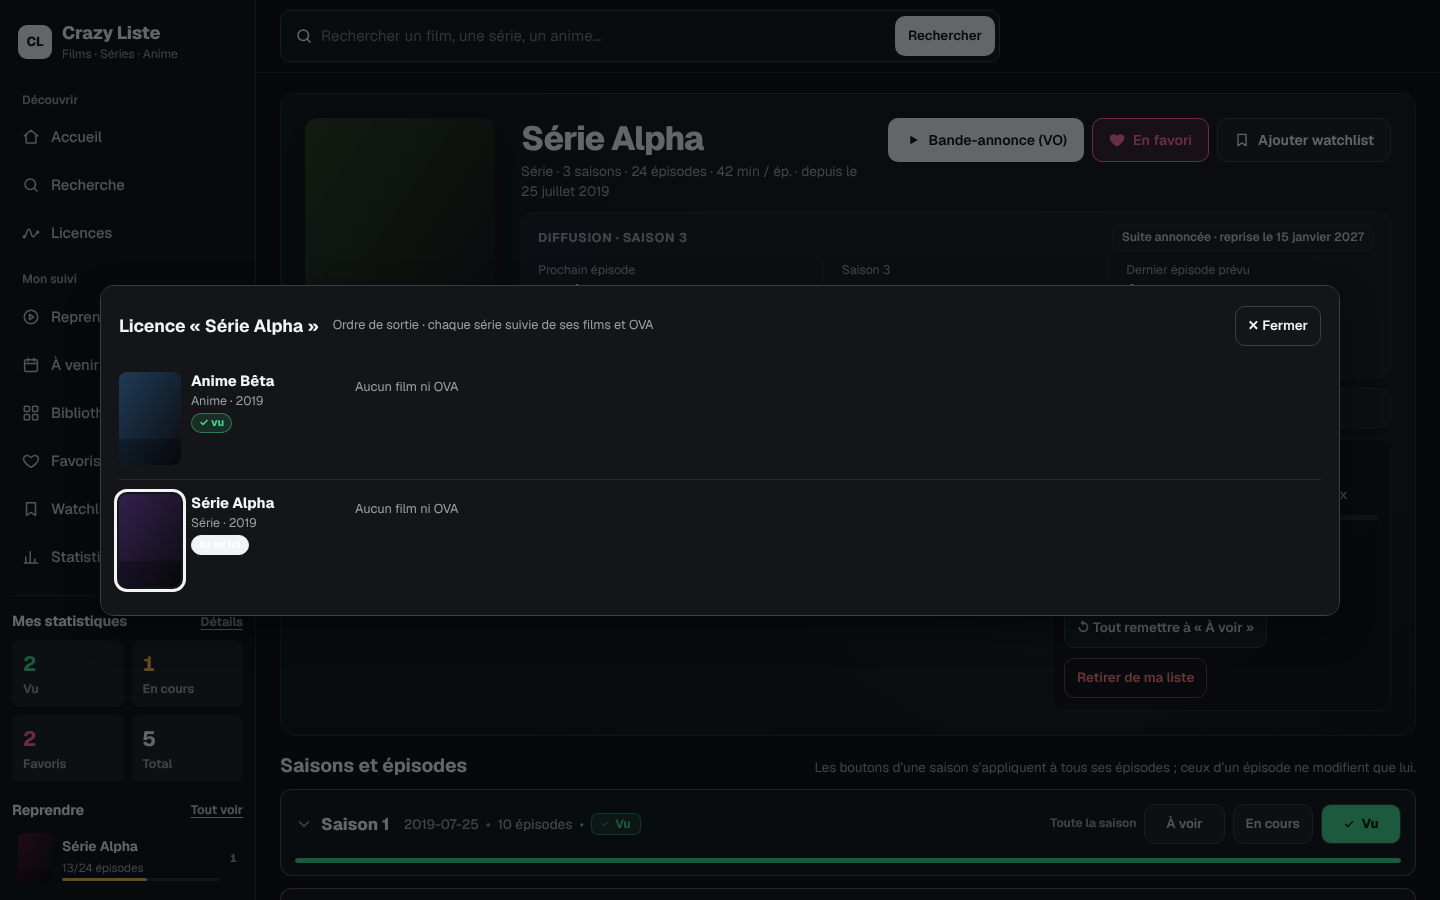 CL
Crazy Liste
Films · Séries · Anime
Découvrir
Accueil
Recherche
Licences
Mon suivi
Repren
À venir
Biblioth
Favoris
Watchl
Statisti
Mes statistiques
Détails
2
Vu
1
En cours
2
Favoris
5
Total
Reprendre
Tout voir
Série Alpha
13/24 épisodes
1
Rechercher un film, une série, un anime...
Rechercher
Série Alpha
Série · 3 saisons · 24 épisodes · 42 min / ép. · depuis le
25 juillet 2019
Bande-annonce (VO)
En favori
Ajouter watchlist
DIFFUSION · SAISON 3
Suite annoncée · reprise le 15 janvier 2027
Prochain épisode
Saison 3
Dernier épisode prévu
Licence « Série Alpha »
Ordre de sortie · chaque série suivie de ses films et OVA
✕ Fermer
Anime Bêta
Anime · 2019
✓ vu
Aucun film ni OVA
Série Alpha
Série · 2019
Aucun film ni OVA
x
↺ Tout remettre à « À voir »
Retirer de ma liste
Saisons et épisodes
Les boutons d’une saison s’appliquent à tous ses épisodes ; ceux d’un épisode ne modifient que lui.
Saison 1
2019-07-25 • 10 épisodes •
✓ Vu
Toute la saison
À voir
En cours
✓ Vu